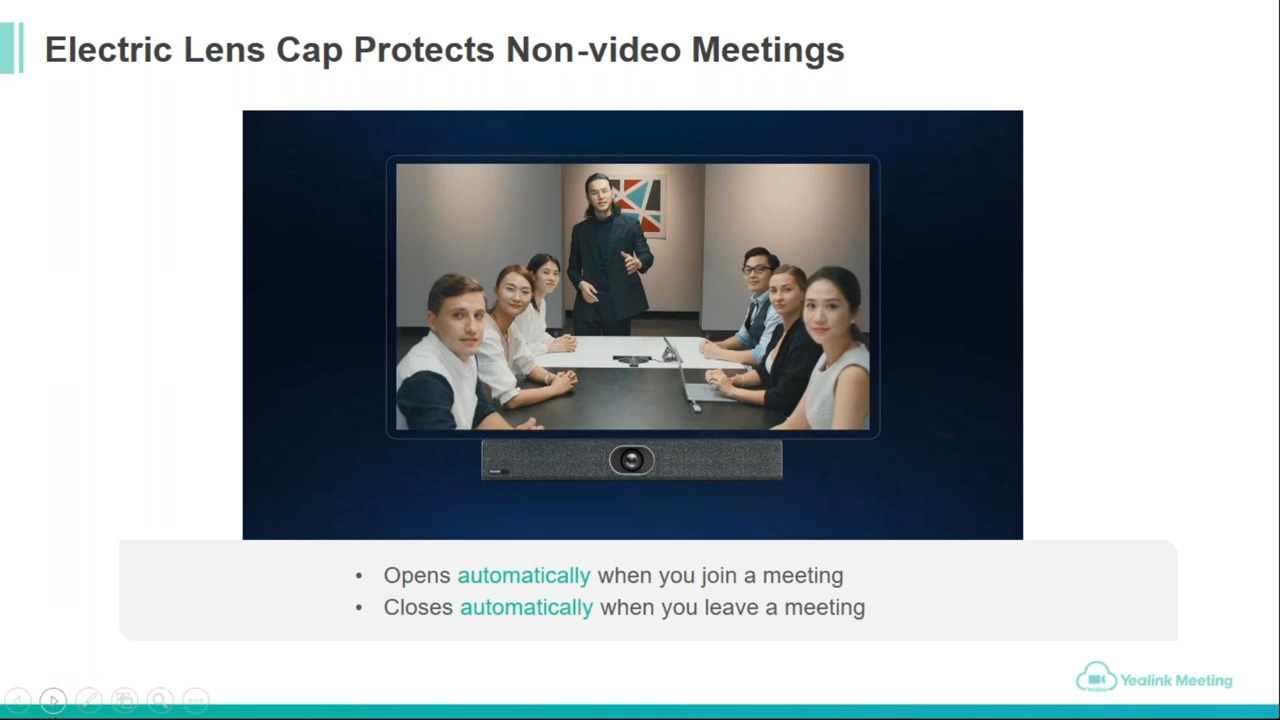 Electric Lens Cap Protects Non-video Meetings
• Opens automatically when you join a meeting
• Closes automatically when you leave a meeting
Yealink Meeting
Yealink